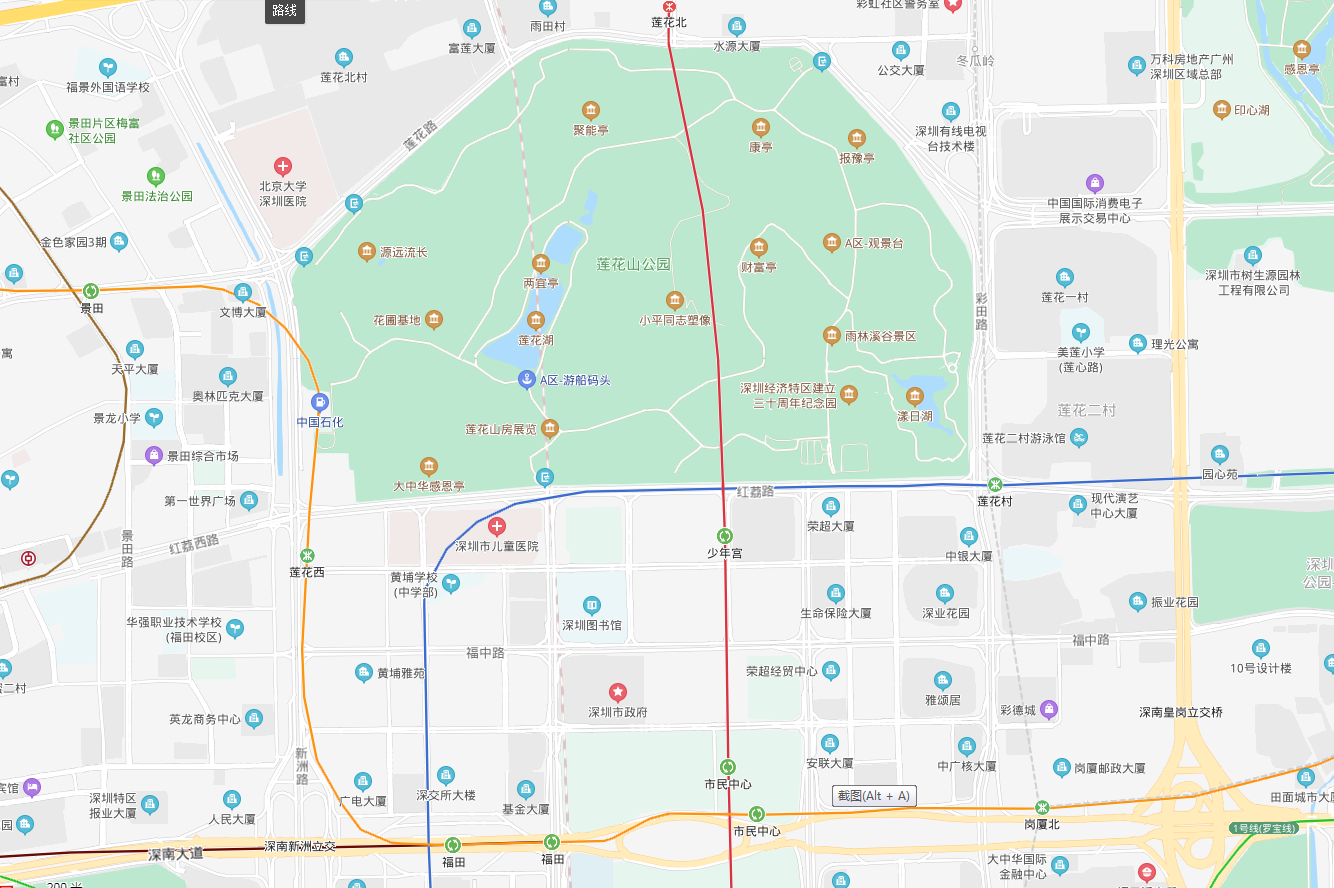 路线
彩虹社区警务室
雨田村
莲花北
富莲大厦
水源大厦
冬瓜岭
公交大厦
万科房地产广州
深圳区域总部
感恩亭
莲花北村
福景外国语学校
富村
印心湖
景田片区梅富
社区公园
聚能亭
康亭
报豫亭
莲花路
深圳有线电视
台技术楼
北京大学
深圳医院
景田法治公园
中国国际消费电子
展示交易中心
金色家园3期
源远流长
A区-观景台
莲花山公园
财富亭
两宜亭
深圳市树生源园林
工程有限公司
景田
文博大厦
彩田路
莲花一村
花圃基地
小平同志塑像
莲花湖
雨林溪谷景区
理光公寓
寓
美莲小学
(莲心路)
天平大厦
A区-游船码头
奥林匹克大厦
深圳经济特区建立
三十周年纪念园
漾日湖
莲花二村
景龙小学
中国石化
莲花山房展览
莲花二村游泳馆
景田综合市场
园心苑
大中华感恩亭
红荔路
第一世界广场
莲花村
现代演艺
中心大厦
荣超大厦
景田路
红荔西路
深圳市儿童医院
少年宫
中银大厦
莲花西
黄埔学校
(中学部)
深圳
公园
振业花园
生命保险大厦
深业花园
华强职业技术学校
(福田校区)
深圳图书馆
福中路
福中路
黄埔雅苑
荣超经贸中心
10号设计楼
二村
雅颂居
深圳市政府
彩德城
深南皇岗立交桥
英龙商务中心
新洲路
安联大厦
中广核大厦
岗厦邮政大厦
宾馆
市民中心
深圳特区
报业大厦
广电大厦
深交所大楼
基金大厦
截图(Alt + A)
田面城市大厦
人民大厦
园
市民中心
岗厦北
1号线(罗宝线)
深南大道
深南新洲立交
福田
福田
大中华国际
金融中心
200 米